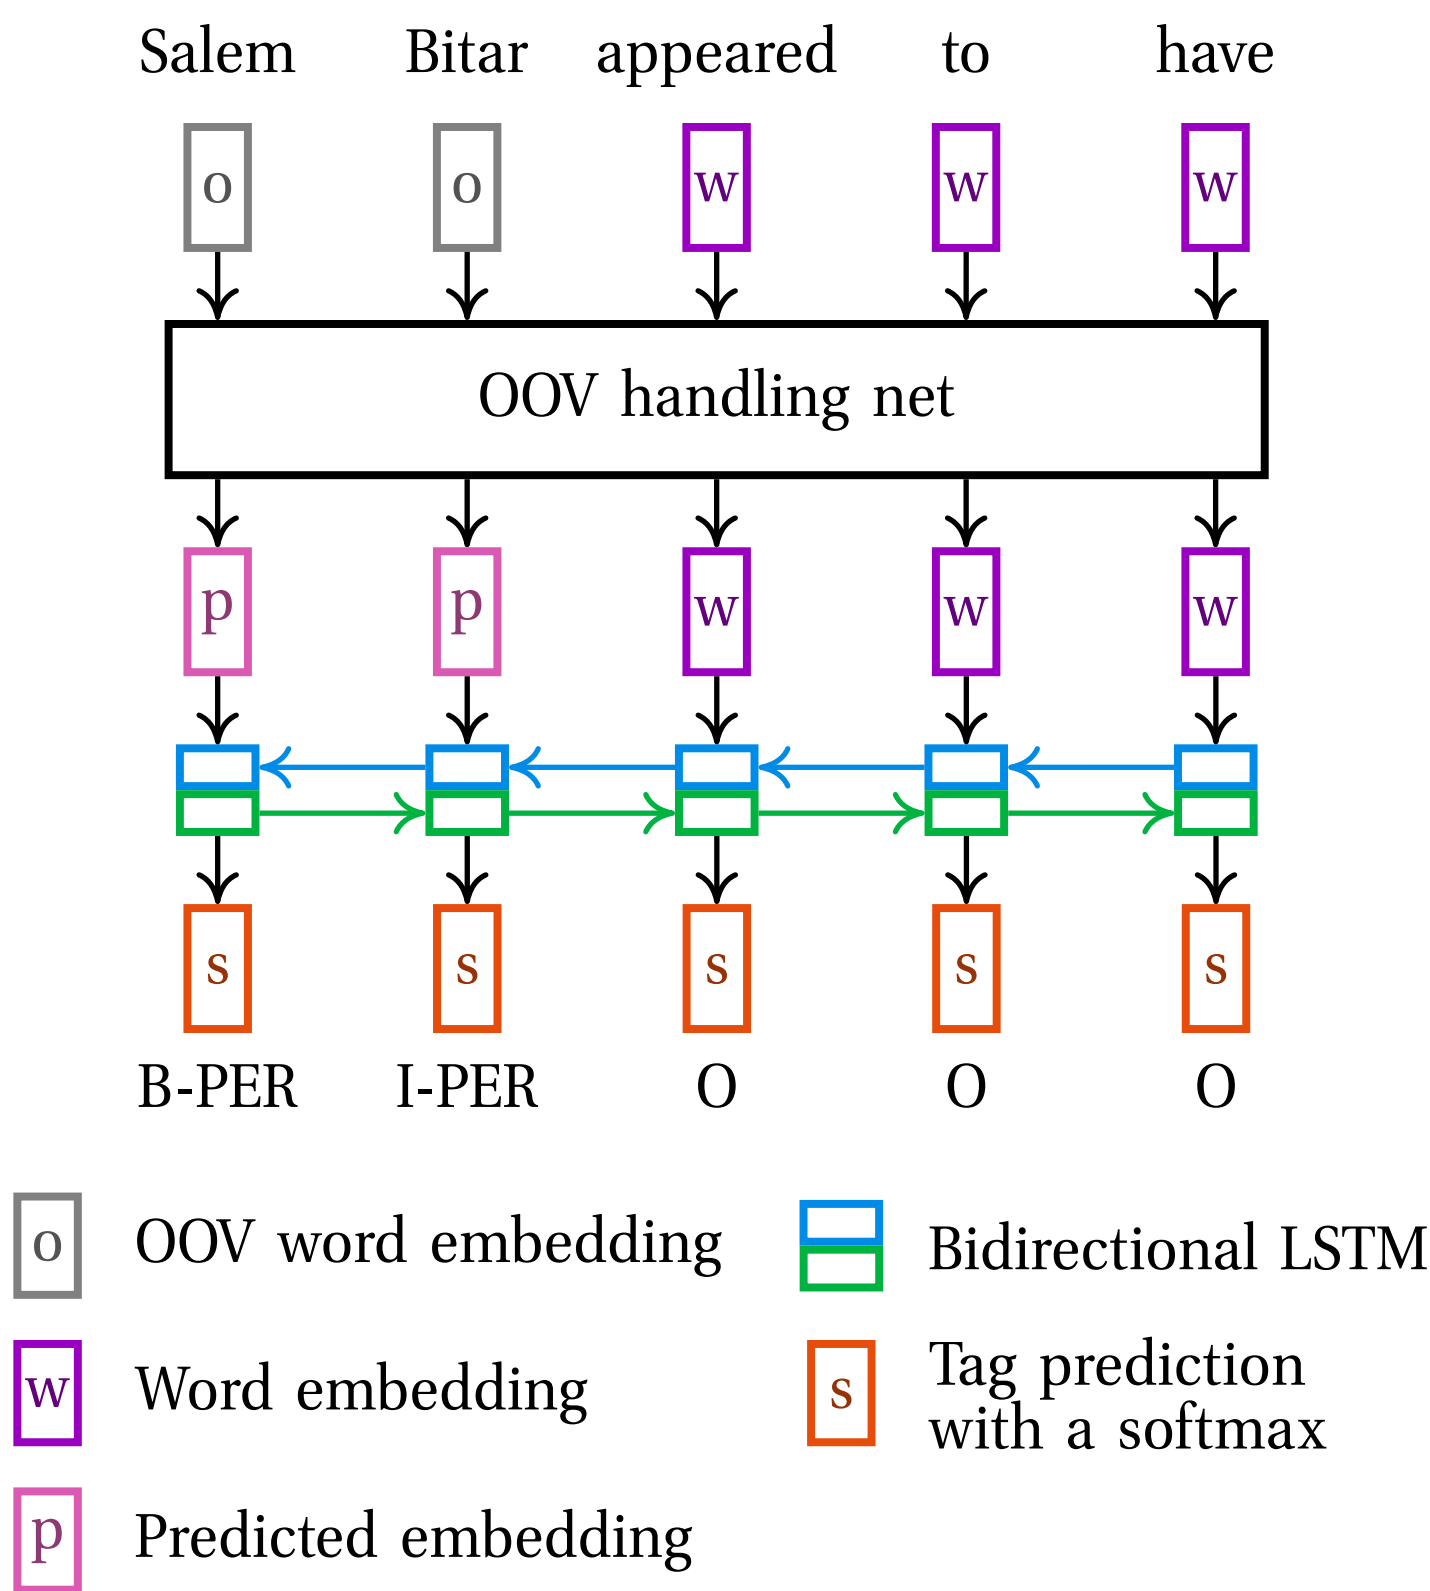 Salem Bitar appeared to have
o o w w w
OOV handling net
p p w w w
s s s s s
B-PER I-PER O O O
o OOV word embedding
w Word embedding
p Predicted embedding
Bidirectional LSTM
s Tag prediction
with a softmax